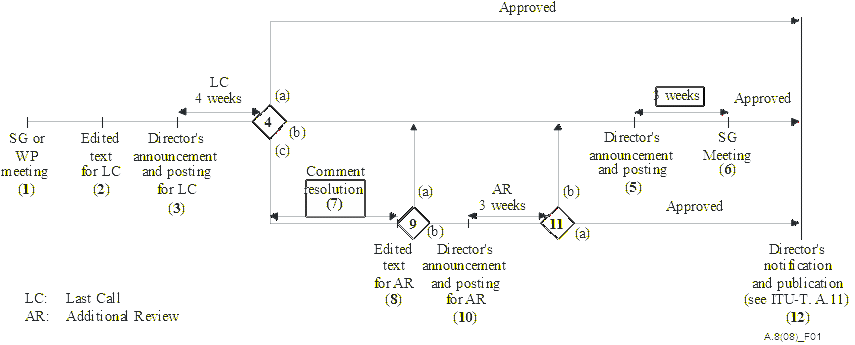 Approved
LC
4 weeks
(a)
4
(b)
(c)
3 weeks
Approved
SG or
WP
meeting
(1)
Edited
text
for LC
(2)
Director's
announcement
and posting
for LC
(3)
Director's
announcement
and posting
(5)
SG
Meeting
(6)
Comment
resolution
(7)
(a)
9
(b)
AR
3 weeks
(b)
11
(a)
Approved
Edited
text
for AR
(8)
Director's
announcement
and posting
for AR
(10)
Director's
notification
and publication
(see ITU-T. A.11)
(12)
LC: Last Call
AR: Additional Review
A.8(08)_F01